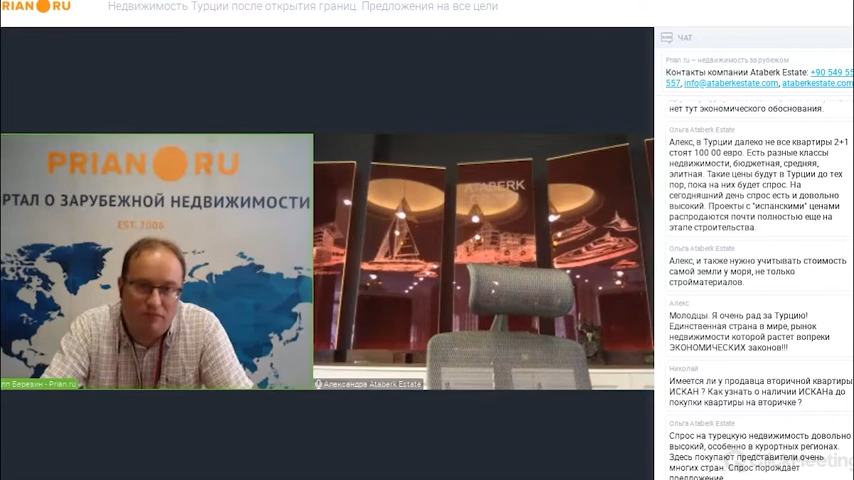 RIAN RU
Недвижимость Турции после открытия границ. Предложения на все цели
PRIAN RU
РТАЛ О ЗАРУБЕЖНОЙ НЕДВИЖИМОСТИ
EST. 2006
лпп Березин - Prian.ru
ATABERK
Александра Ataberk Estate
ЧАТ
Prian.ru — недвижимость за рубежом
Контакты компании Ataberk Estate: +90 549 55
557, info@ataberkestate.com, ataberkestate.com
нет тут экономического обоснования.
Ольга Ataberk Estate
Алекс, в Турции далеко не все квартиры 2+1
стоят 100 00 евро. Есть разные классы
недвижимости, бюджетная, средняя,
элитная. Такие цены будут в Турции до тех
пор, пока на них будет спрос. На
сегодняшний день спрос есть и довольно
высокий. Проекты с "испанскими" ценами
распродаются почти полностью еще на
этапе строительства.
Ольга Ataberk Estate
Алекс, и также нужно учитывать стоимость
самой земли у моря, не только
стройматериалов.
Алекс
Молодцы. Я очень рад за Турцию!
Единственная страна в мире, рынок
недвижимости которой растет вопреки
ЭКОНОМИЧЕСКИХ законов!!!
Николай
Имеется ли у продавца вторичной квартиры
ИСКАН ? Как узнать о наличии ИСКАНа до
покупки квартиры на вторичке ?
Ольга Ataberk Estate
Спрос на турецкую недвижимость довольно
высокий, особенно в курортных регионах.
Здесь покупают представители очень
многих стран. Спрос порождает
предложение.